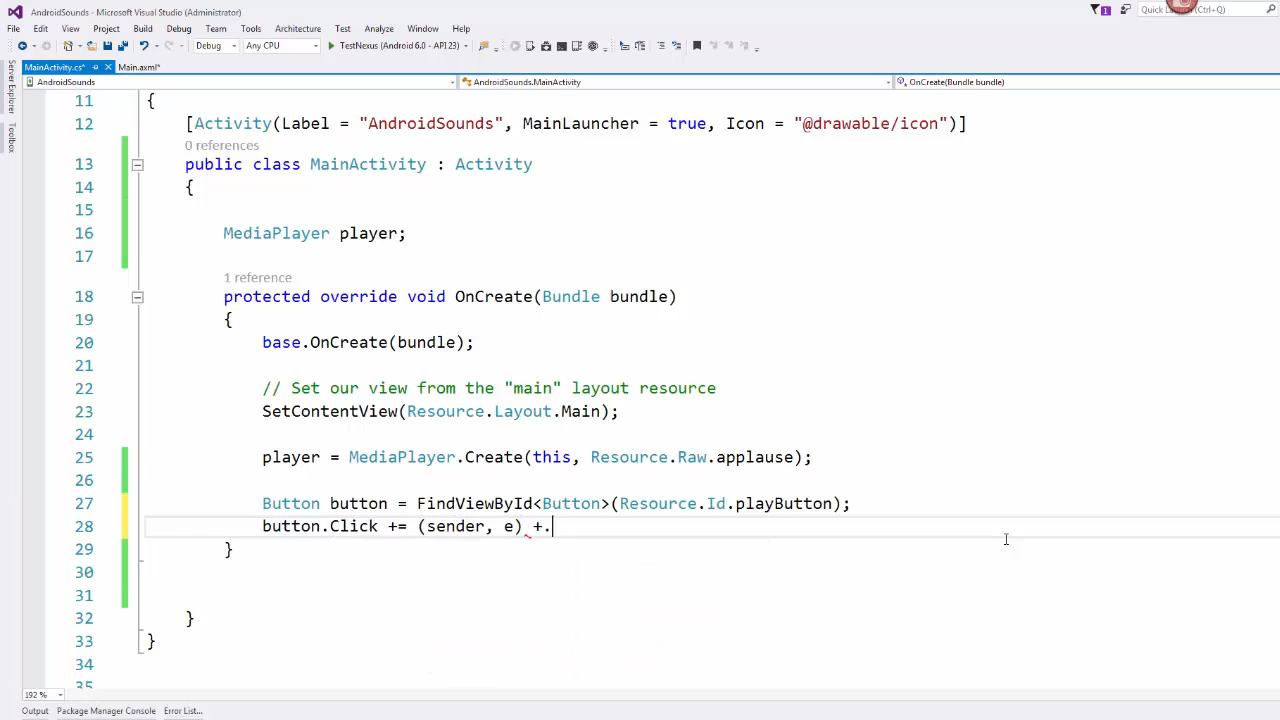 AndroidSounds - Microsoft Visual Studio (Administrator)
1
Quick Launch (Ctrl+Q)
File Edit View Project Build Debug Team Tools Architecture Test Analyze Window Help
Debug Any CPU TestNexus (Android 6.0 - API 23)
Server Explorer
Toolbox
MainActivity.cs* Main.axml*
AndroidSounds AndroidSounds.MainActivity OnCreate(Bundle bundle)
11 {
12 [Activity(Label = "AndroidSounds", MainLauncher = true, Icon = "@drawable/icon")]
0 references
13 public class MainActivity : Activity
14 {
15
16 MediaPlayer player;
17
1 reference
18 protected override void OnCreate(Bundle bundle)
19 {
20 base.OnCreate(bundle);
21
22 // Set our view from the "main" layout resource
23 SetContentView(Resource.Layout.Main);
24
25 player = MediaPlayer.Create(this, Resource.Raw.applause);
26
27 Button button = FindViewById<Button>(Resource.Id.playButton);
28 button.Click += (sender, e) +.
29 }
30
31
32 }
33 }
34
35
192 %
Output Package Manager Console Error List...